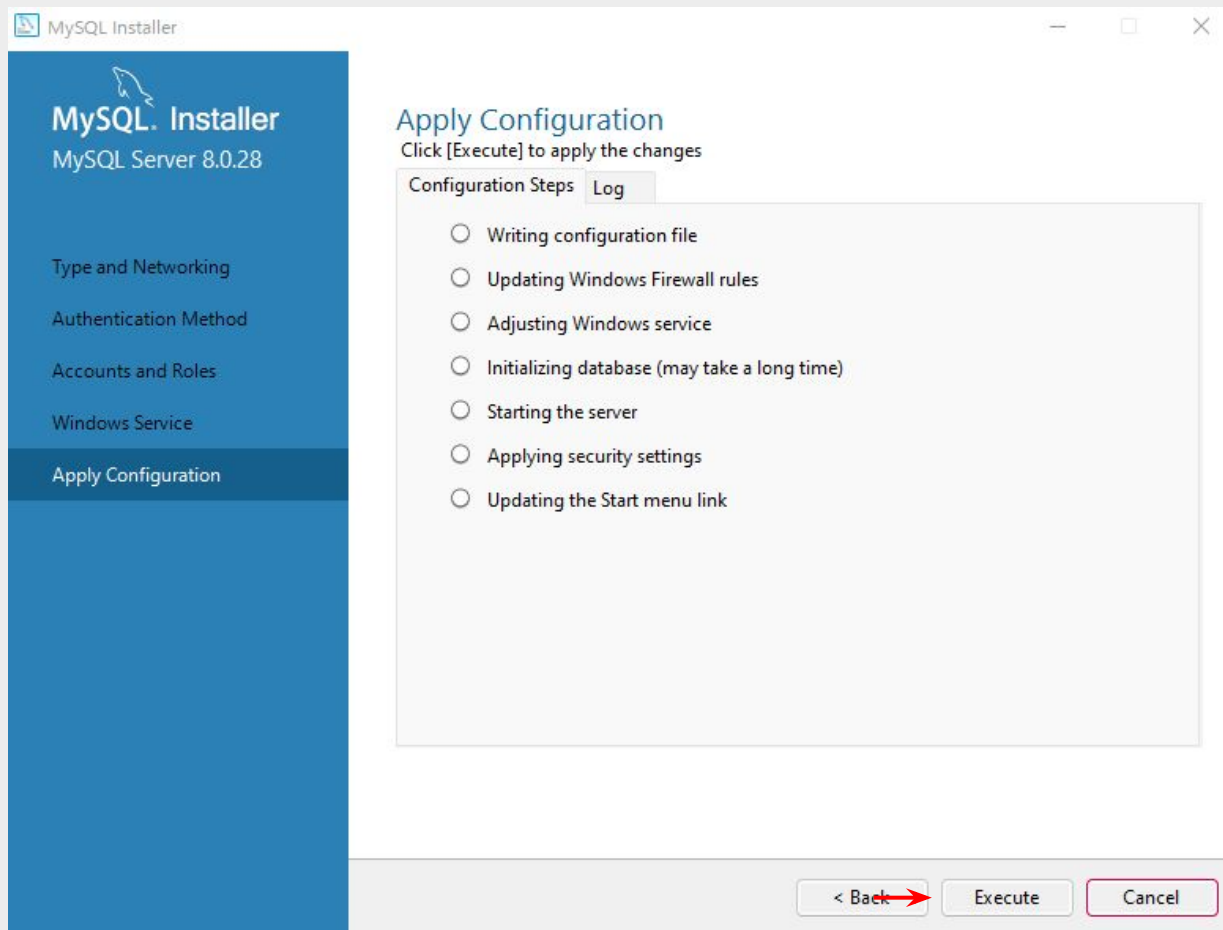 MySQL Installer
MySQL. Installer
MySQL Server 8.0.28
Type and Networking
Authentication Method
Accounts and Roles
Windows Service
Apply Configuration
Apply Configuration
Click [Execute] to apply the changes
Configuration Steps
Log
Writing configuration file
Updating Windows Firewall rules
Adjusting Windows service
Initializing database (may take a long time)
Starting the server
Applying security settings
Updating the Start menu link
< Back
Execute
Cancel